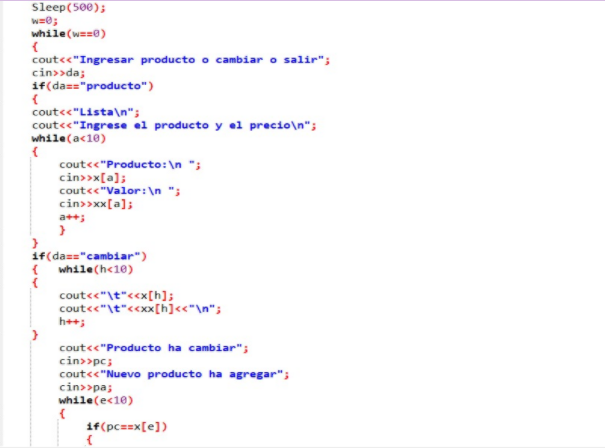 Sleep(500);
w=0;
while(w==0)
{
cout<<"Ingresar producto o cambiar o salir";
cin>>da;
if(da=="producto")
{
cout<<"Lista\n";
cout<<"Ingrese el producto y el precio\n";
while(a<10)
{
cout<<"Producto:\n ";
cin>>x[a];
cout<<"Valor:\n ";
cin>>xx[a];
a++;
}
}
if(da=="cambiar")
{ while(h<10)
{
cout<<"\t"<<x[h];
cout<<"\t"<<xx[h]<<"\n";
h++;
}
cout<<"Producto ha cambiar";
cin>>pc;
cout<<"Nuevo producto ha agregar";
cin>>pa;
while(e<10)
{
if(pc==x[e])
{